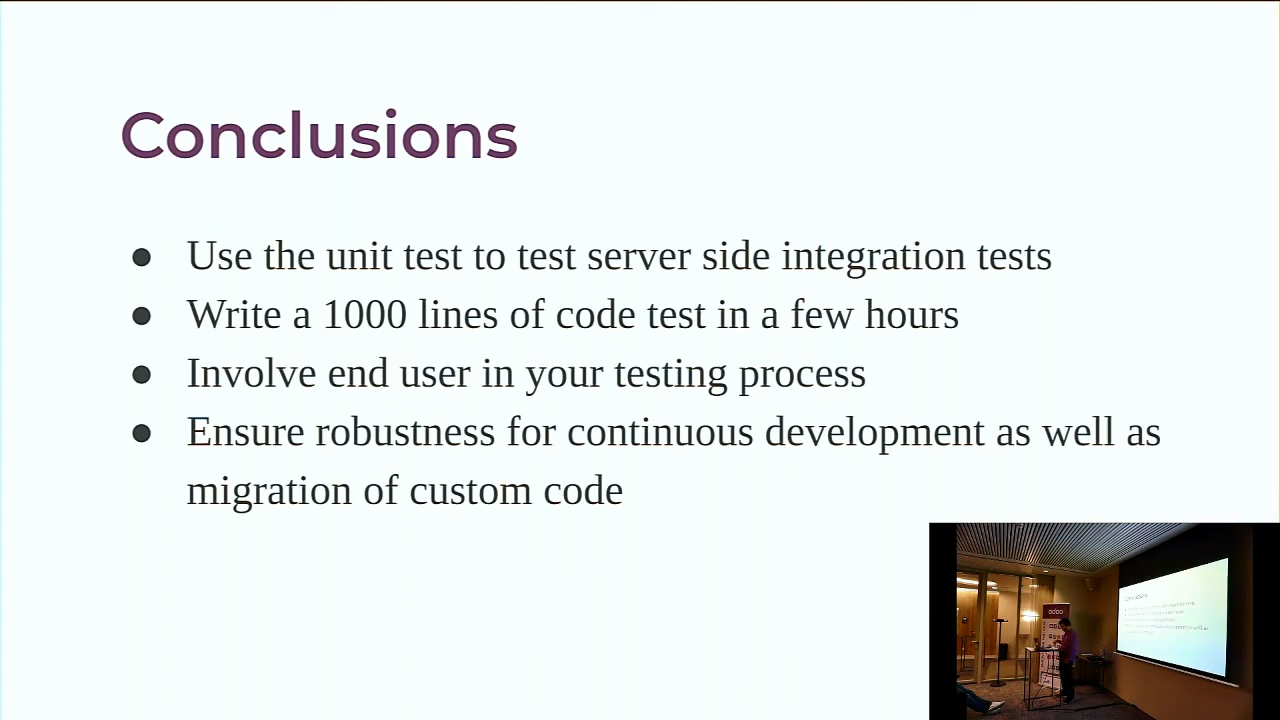 Conclusions
● Use the unit test to test server side integration tests
● Write a 1000 lines of code test in a few hours
● Involve end user in your testing process
● Ensure robustness for continuous development as well as
migration of custom code
odoo
Conclusions